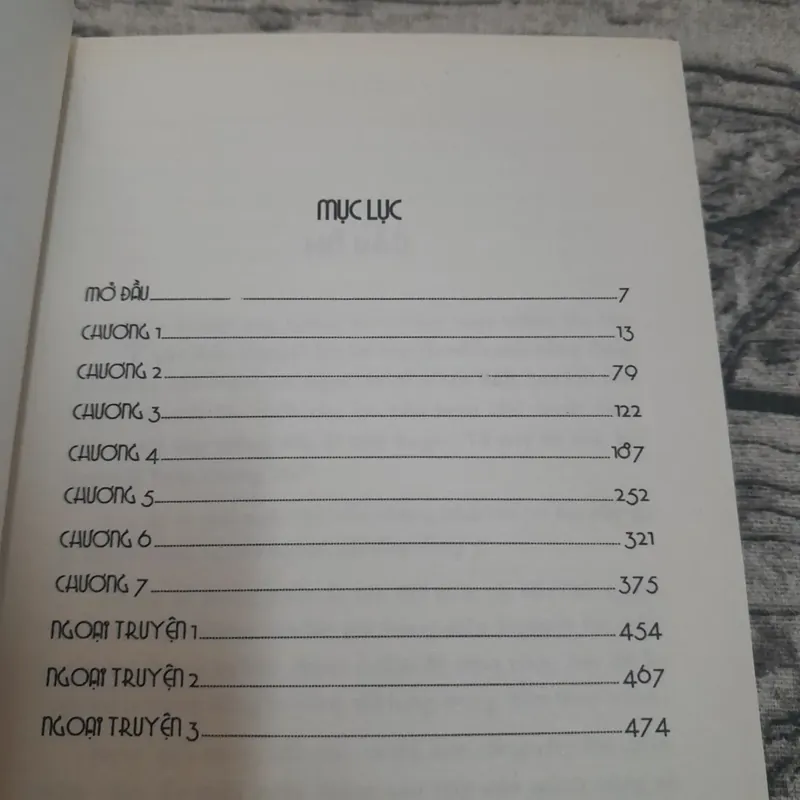 MỤC LỤC
MỞ ĐẦU 7
CHƯƠNG 1 13
CHƯƠNG 2 79
CHƯƠNG 3 122
CHƯƠNG 4 187
CHƯƠNG 5 252
CHƯƠNG 6 321
CHƯƠNG 7 375
NGOẠI TRUYỆN 1 454
NGOẠI TRUYỆN 2 467
NGOẠI TRUYỆN 3 474